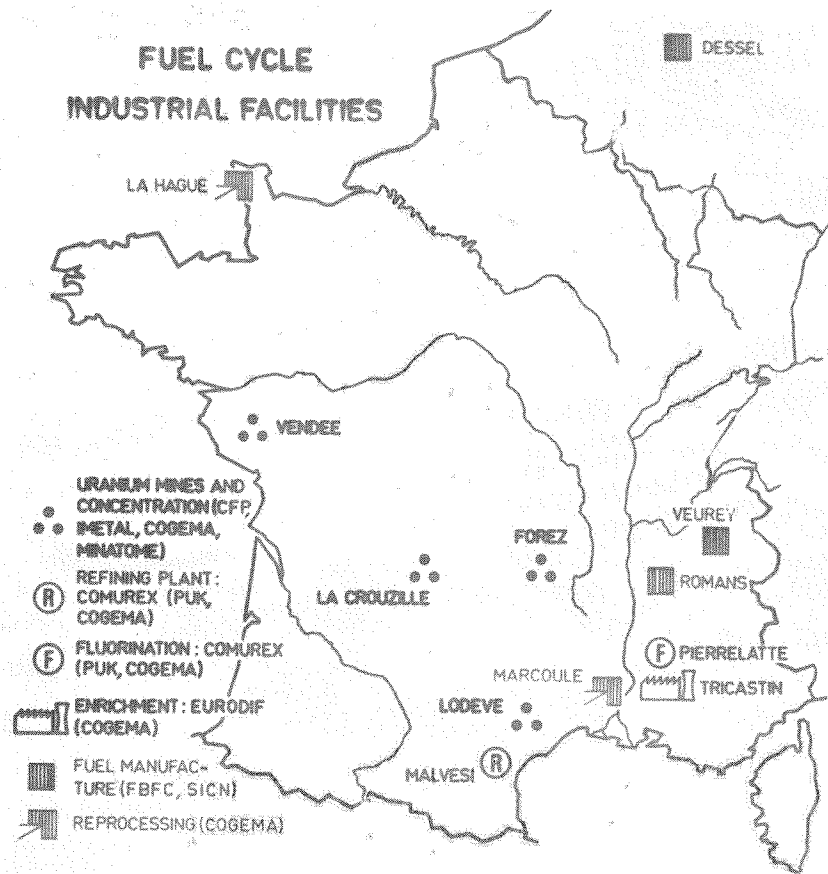 FUEL CYCLE
INDUSTRIAL FACILITIES
DESSEL
LA HAGUE
VENDEE
URANIUM MINES AND
CONCENTRATION (CFP,
IMETAL, COGEMA,
MINATOME)
R
REFINING PLANT :
COMUREX (PUK,
COGEMA)
F
FLUORINATION : COMUREX
(PUK, COGEMA)
ENRICHMENT : EURODIF
(COGEMA)
FUEL MANUFAC-
TURE (FBFC, SICN)
REPROCESSING (COGEMA)
LA CROUZILLE
FOREZ
VEUREY
ROMANS
F PIERRELATTE
TRICASTIN
MARCOULE
LODEVE
MALVESI R